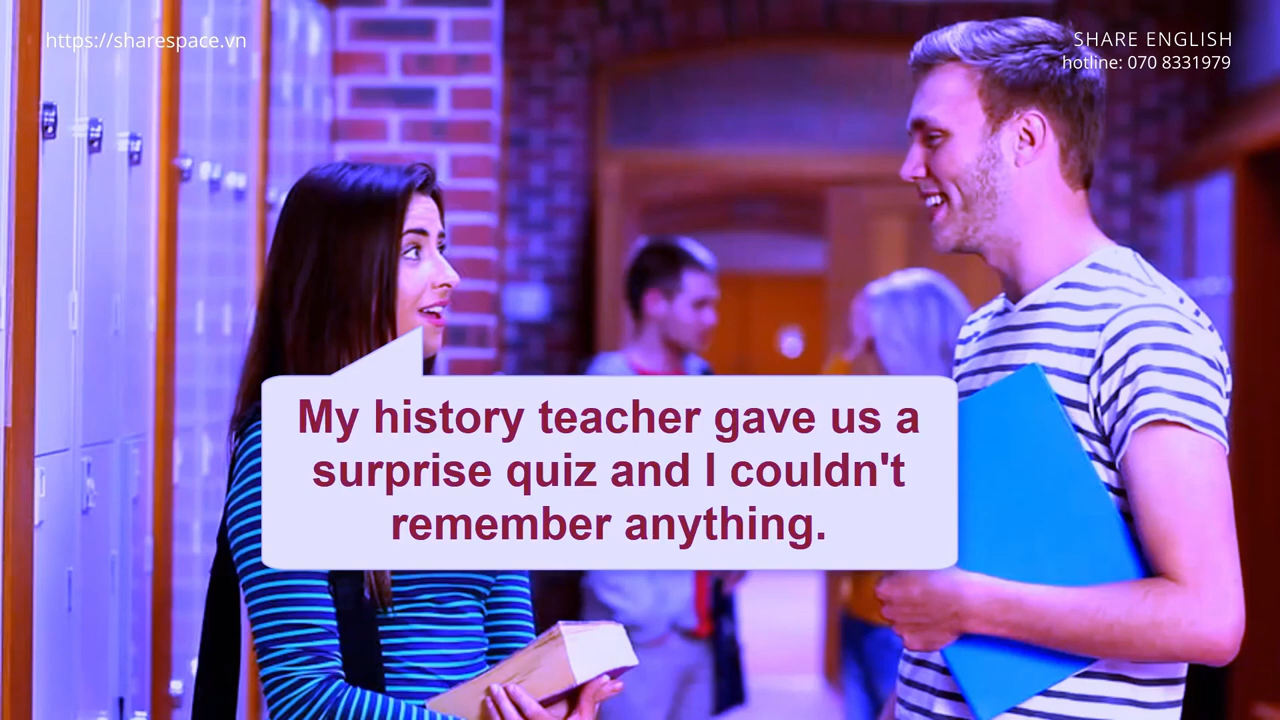 https://sharespace.vn
SHARE ENGLISH
hotline: 070 8331979
My history teacher gave us a
surprise quiz and I couldn't
remember anything.